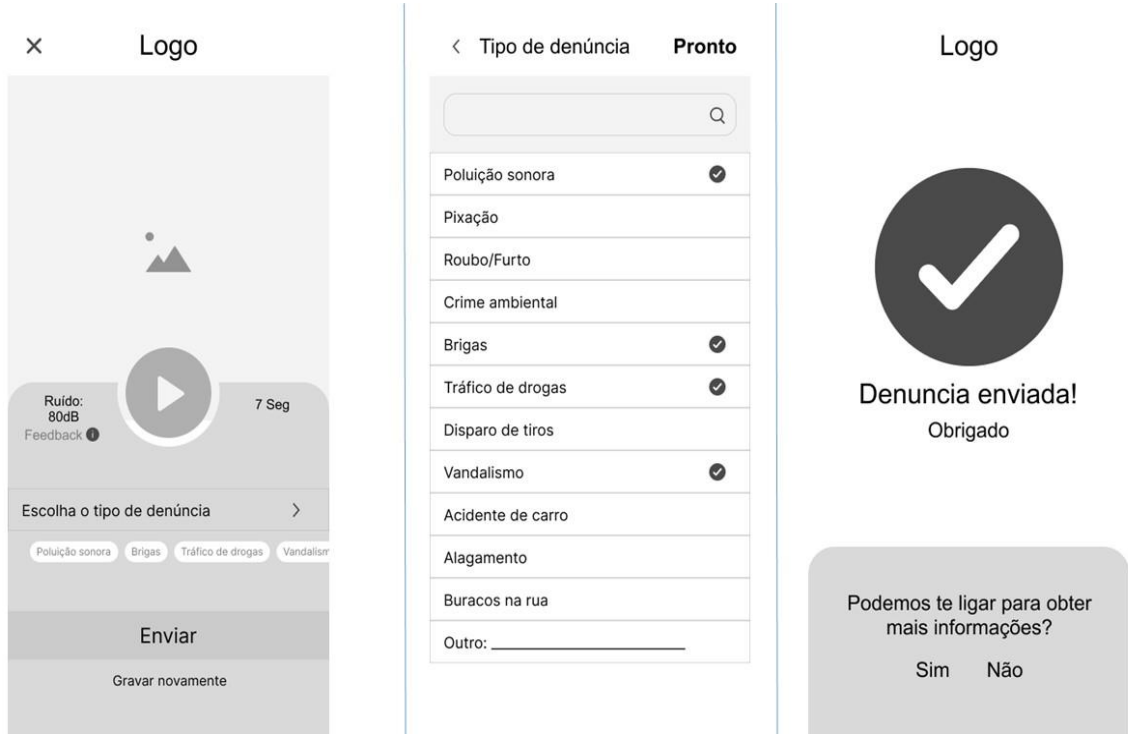 Logo
Ruído:
80dB
Feedback
7 Seg
Escolha o tipo de denúncia
Poluição sonora
Brigas
Tráfico de drogas
Vandalism
Enviar
Gravar novamente
Tipo de denúncia
Pronto
Poluição sonora
Pixação
Roubo/Furto
Crime ambiental
Brigas
Tráfico de drogas
Disparo de tiros
Vandalismo
Acidente de carro
Alagamento
Buracos na rua
Outro:
Logo
Denuncia enviada!
Obrigado
Podemos te ligar para obter
mais informações?
Sim Não